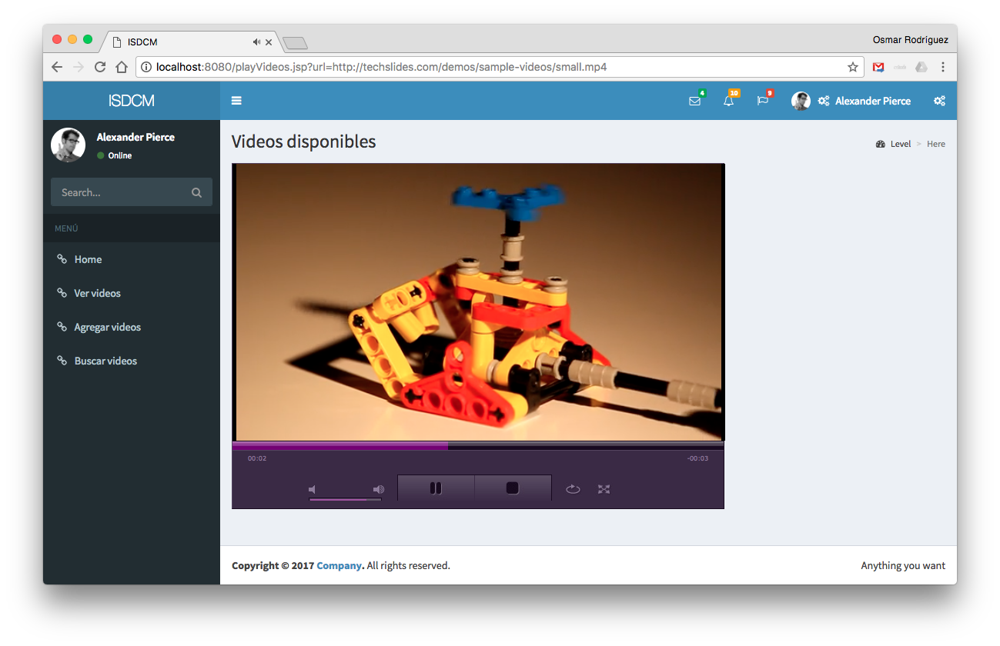 ISDCM
Osmar Rodríguez
localhost:8080/playVideos.jsp?url=http://techslides.com/demos/sample-videos/small.mp4
ISDCM
4
10
9
Alexander Pierce
Alexander Pierce
Online
Search...
MENÚ
Home
Ver videos
Agregar videos
Buscar videos
Videos disponibles
Level > Here
00:02
-00:03
Copyright © 2017 Company. All rights reserved.
Anything you want